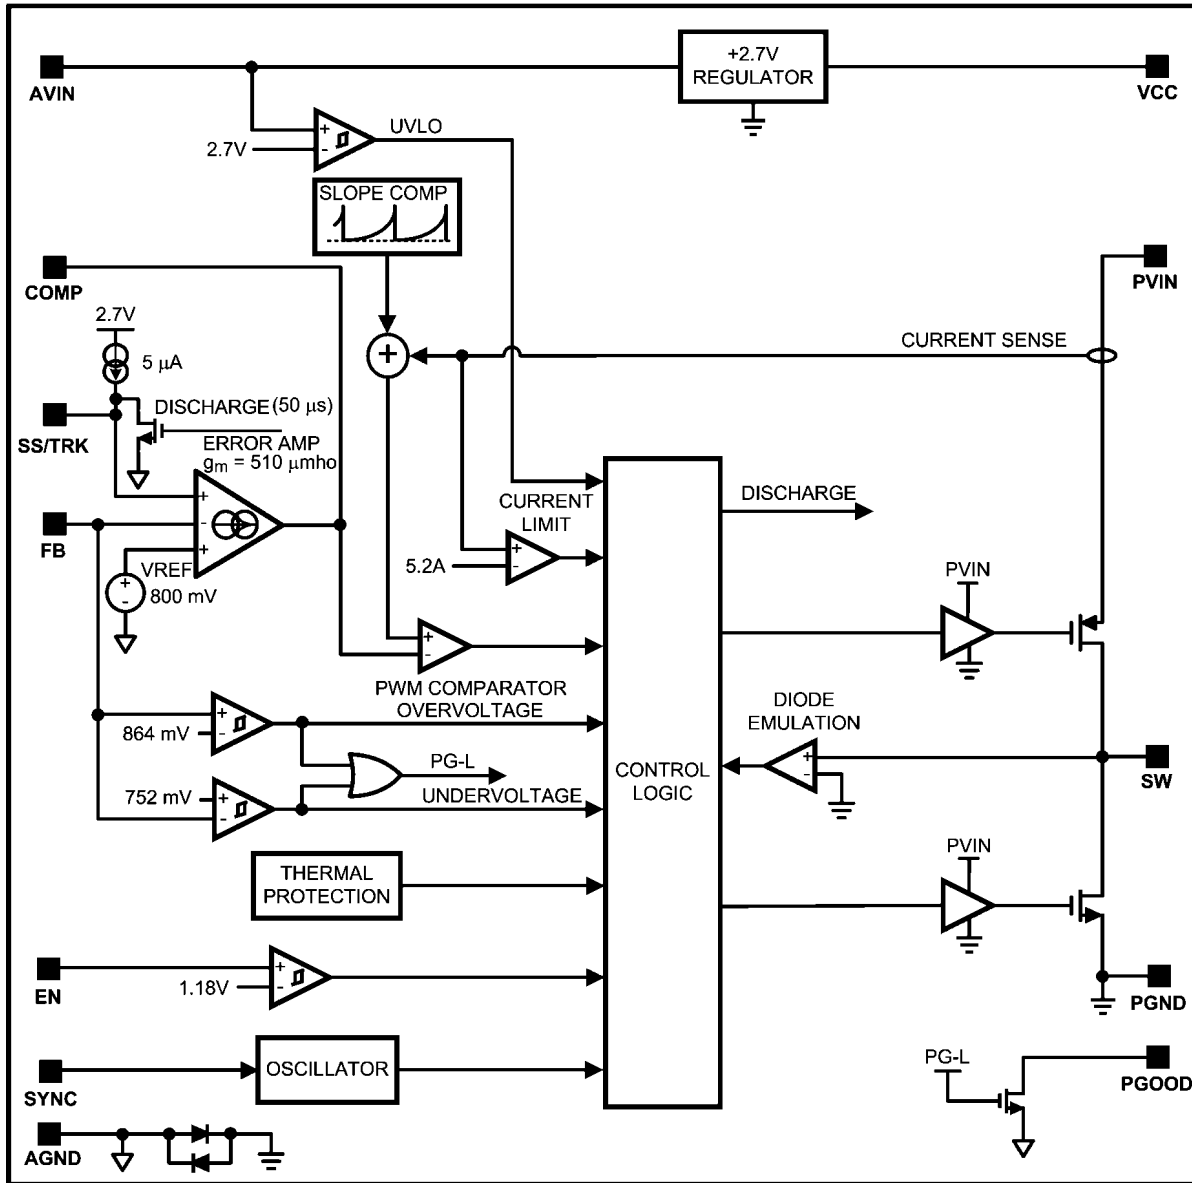 +2.7V
REGULATOR
AVIN
VCC
UVLO
+
2.7V
-
SLOPE COMP
COMP
PVIN
2.7V
CURRENT SENSE
+
5 μA
DISCHARGE (50 μs)
SS/TRK
ERROR AMP
gm = 510 μmho
CURRENT
LIMIT
DISCHARGE
+
-
+
FB
VREF
800 mV
+
-
+
5.2A
-
PVIN
+
-
PWM COMPARATOR
OVERVOLTAGE
+
864 mV
-
DIODE
EMULATION
PG-L
+
-
SW
CONTROL
LOGIC
752 mV
+
-
UNDERVOLTAGE
PVIN
THERMAL
PROTECTION
EN
+
1.18V
-
PGND
OSCILLATOR
SYNC
PG-L
PGOOD
AGND